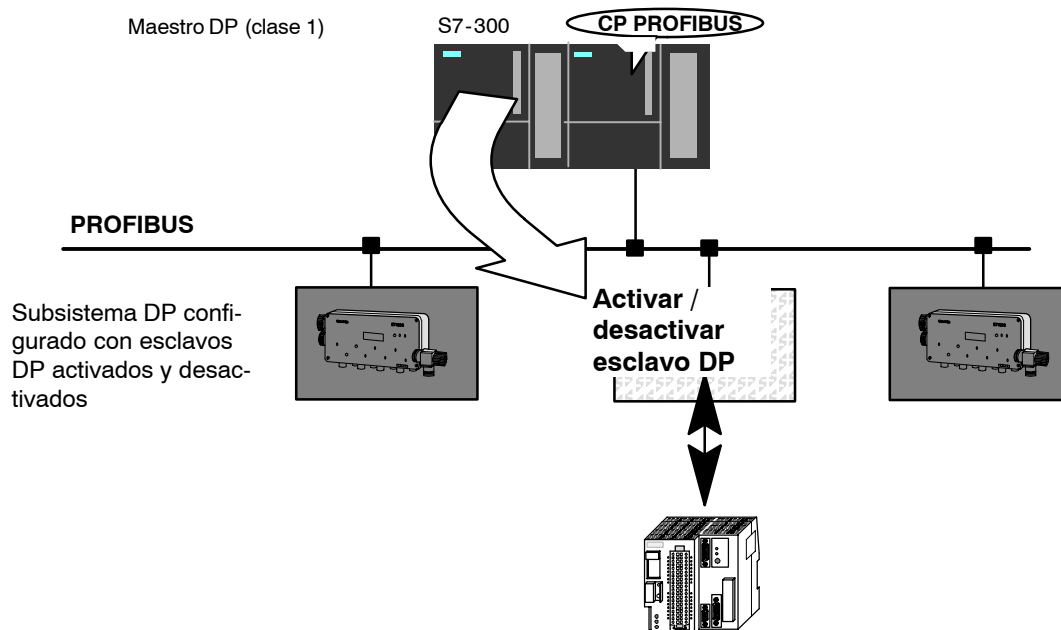 Maestro DP (clase 1)
S7-300
CP PROFIBUS
PROFIBUS
Subsistema DP confi-
gurado con esclavos
DP activados y desac-
tivados
Activar /
desactivar
esclavo DP